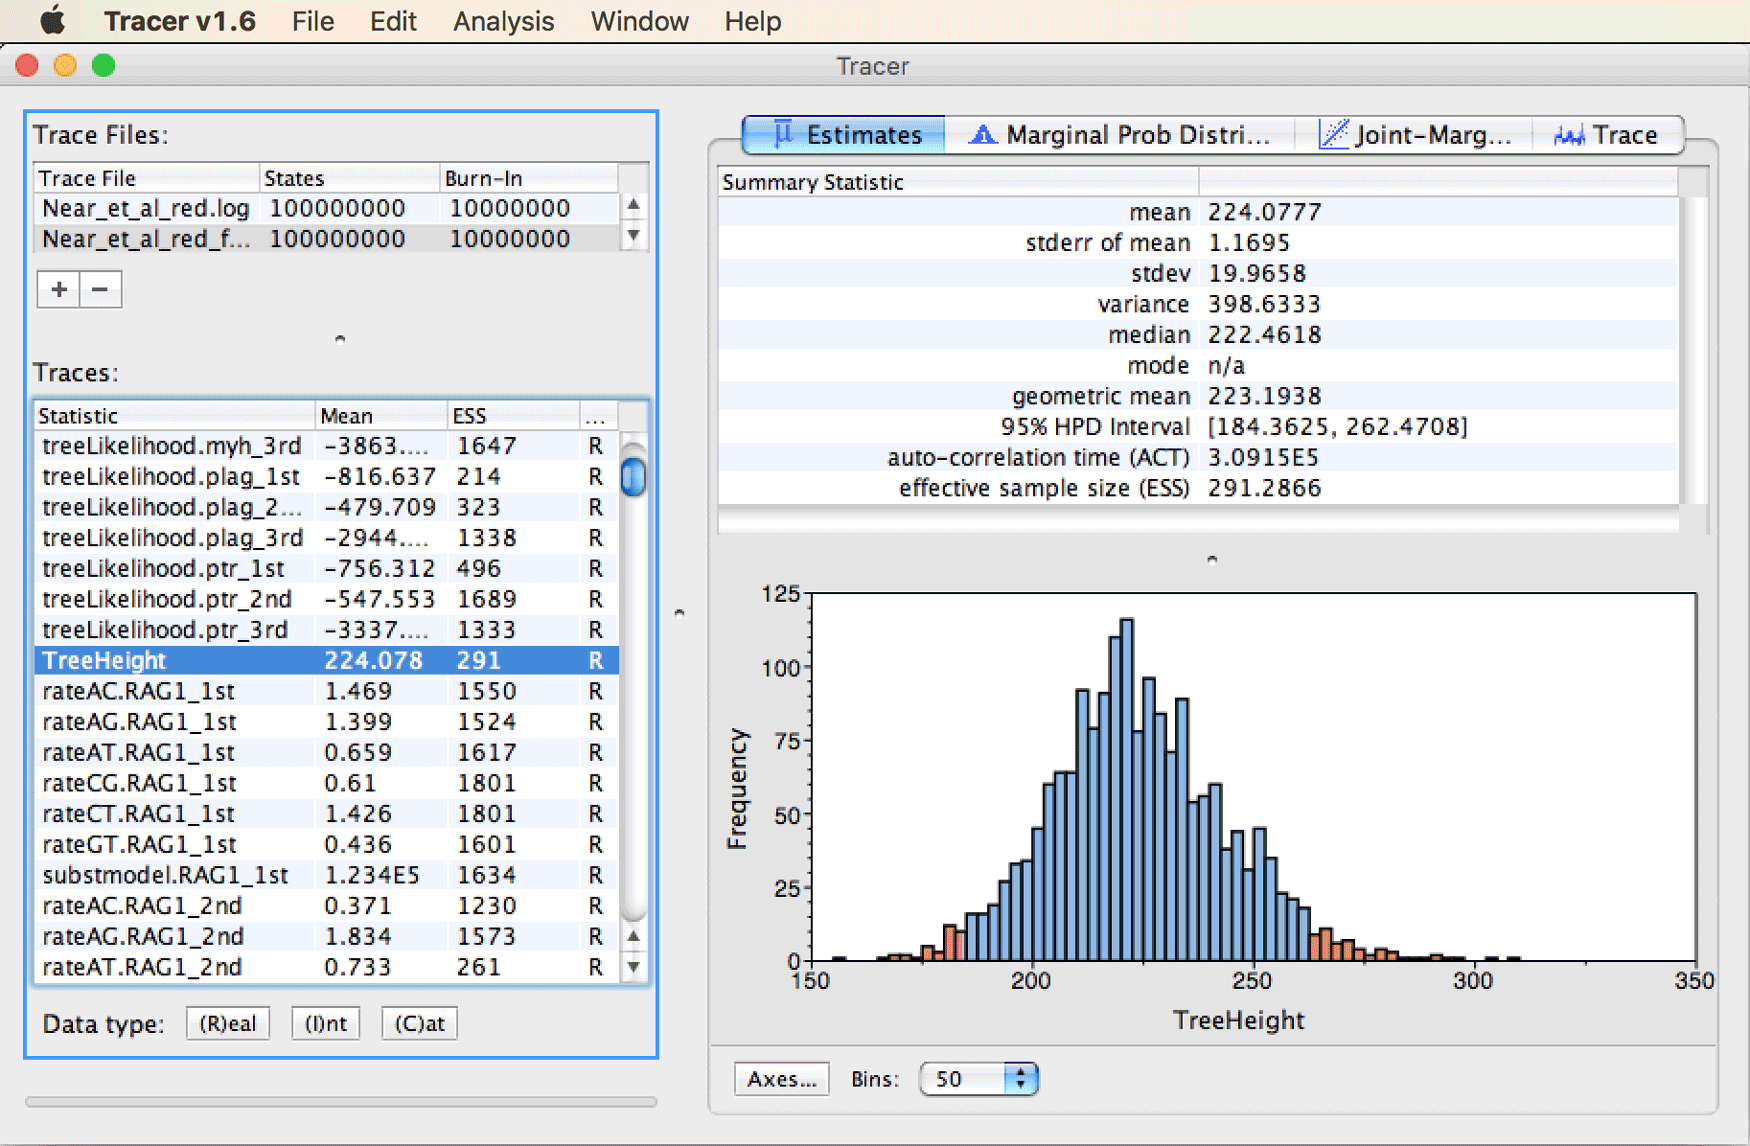 Tracer v1.6 File Edit Analysis Window Help
Tracer
Trace Files:
Trace File States Burn-In
Near_et_al_red.log 100000000 10000000
Near_et_al_red_f... 100000000 10000000
+ −
Traces:
Statistic Mean ESS ...
treeLikelihood.myh_3rd -3863.... 1647 R
treeLikelihood.plag_1st -816.637 214 R
treeLikelihood.plag_2... -479.709 323 R
treeLikelihood.plag_3rd -2944.... 1338 R
treeLikelihood.ptr_1st -756.312 496 R
treeLikelihood.ptr_2nd -547.553 1689 R
treeLikelihood.ptr_3rd -3337.... 1333 R
TreeHeight 224.078 291 R
rateAC.RAG1_1st 1.469 1550 R
rateAG.RAG1_1st 1.399 1524 R
rateAT.RAG1_1st 0.659 1617 R
rateCG.RAG1_1st 0.61 1801 R
rateCT.RAG1_1st 1.426 1801 R
rateGT.RAG1_1st 0.436 1601 R
substmodel.RAG1_1st 1.234E5 1634 R
rateAC.RAG1_2nd 0.371 1230 R
rateAG.RAG1_2nd 1.834 1573 R
rateAT.RAG1_2nd 0.733 261 R
Data type: (R)eal (I)nt (C)at
Estimates Marginal Prob Distri... Joint-Marg... Trace
Summary Statistic
mean 224.0777
stderr of mean 1.1695
stdev 19.9658
variance 398.6333
median 222.4618
mode n/a
geometric mean 223.1938
95% HPD Interval [184.3625, 262.4708]
auto-correlation time (ACT) 3.0915E5
effective sample size (ESS) 291.2866
125
100
75
50
25
0
Frequency
150 200 250 300 350
TreeHeight
Axes... Bins: 50